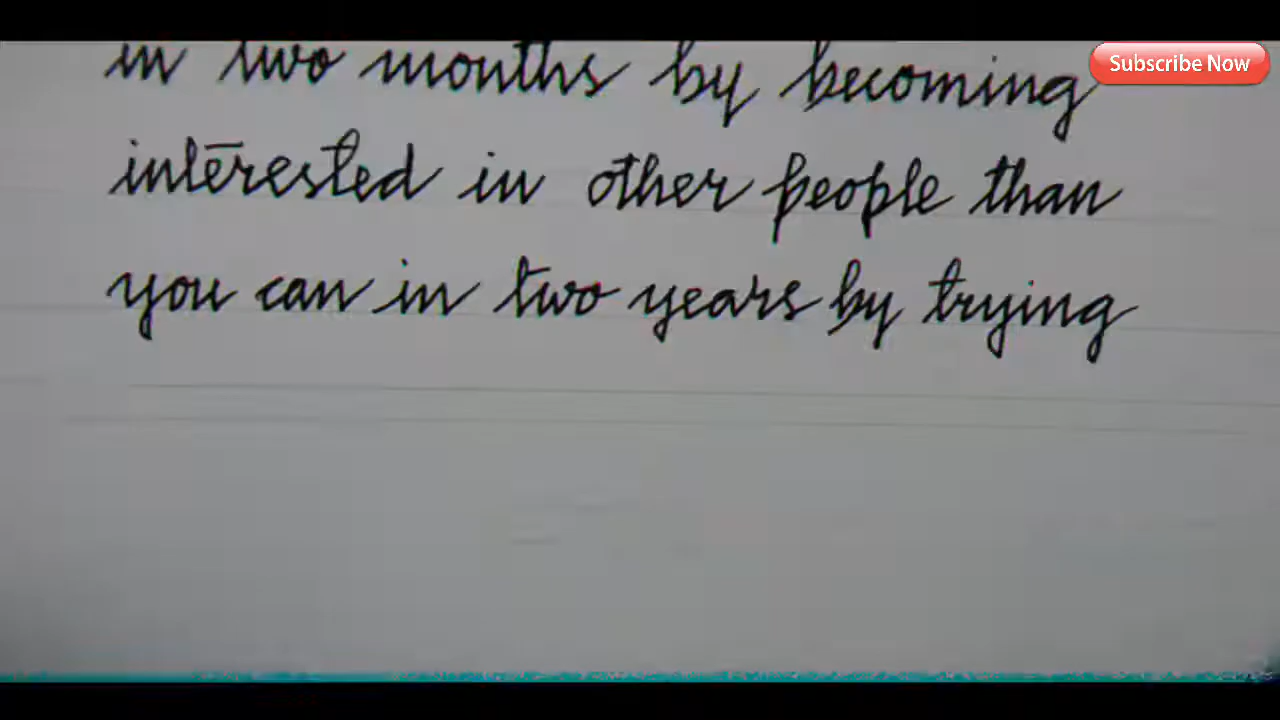 in two months by becoming
Subscribe Now
interested in other people than
you can in two years by trying